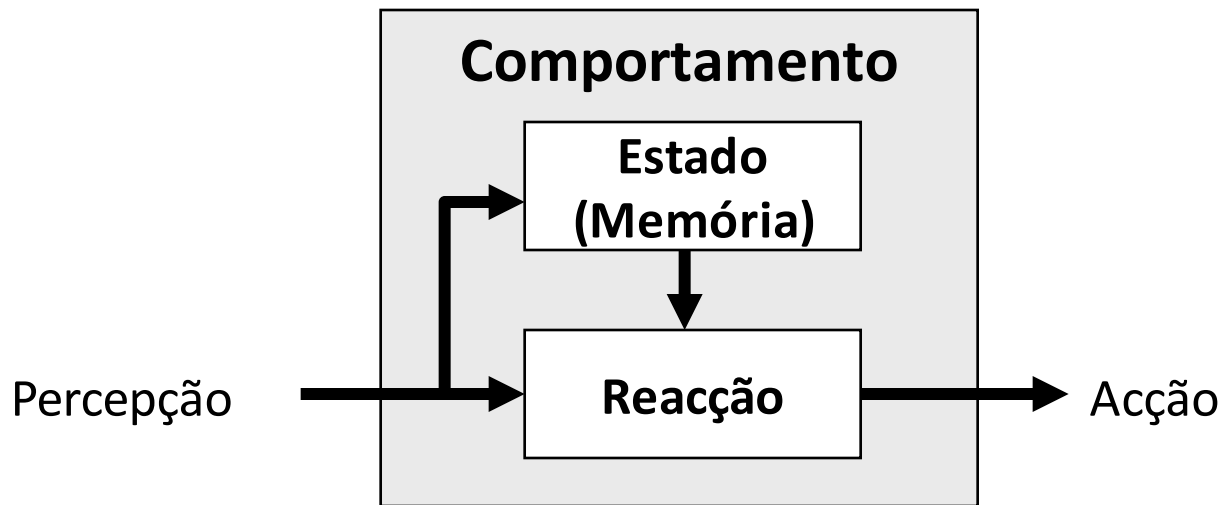 Comportamento
Estado
(Memória)
Percepção
Reacção
Acção